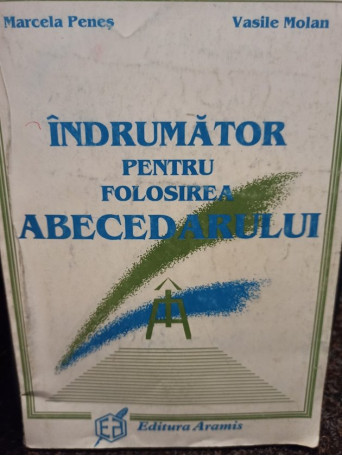 Marcela Peneș Vasile Molan
ÎNDRUMĂTOR
PENTRU
FOLOSIREA
ABECEDARULUI
Editura Aramis